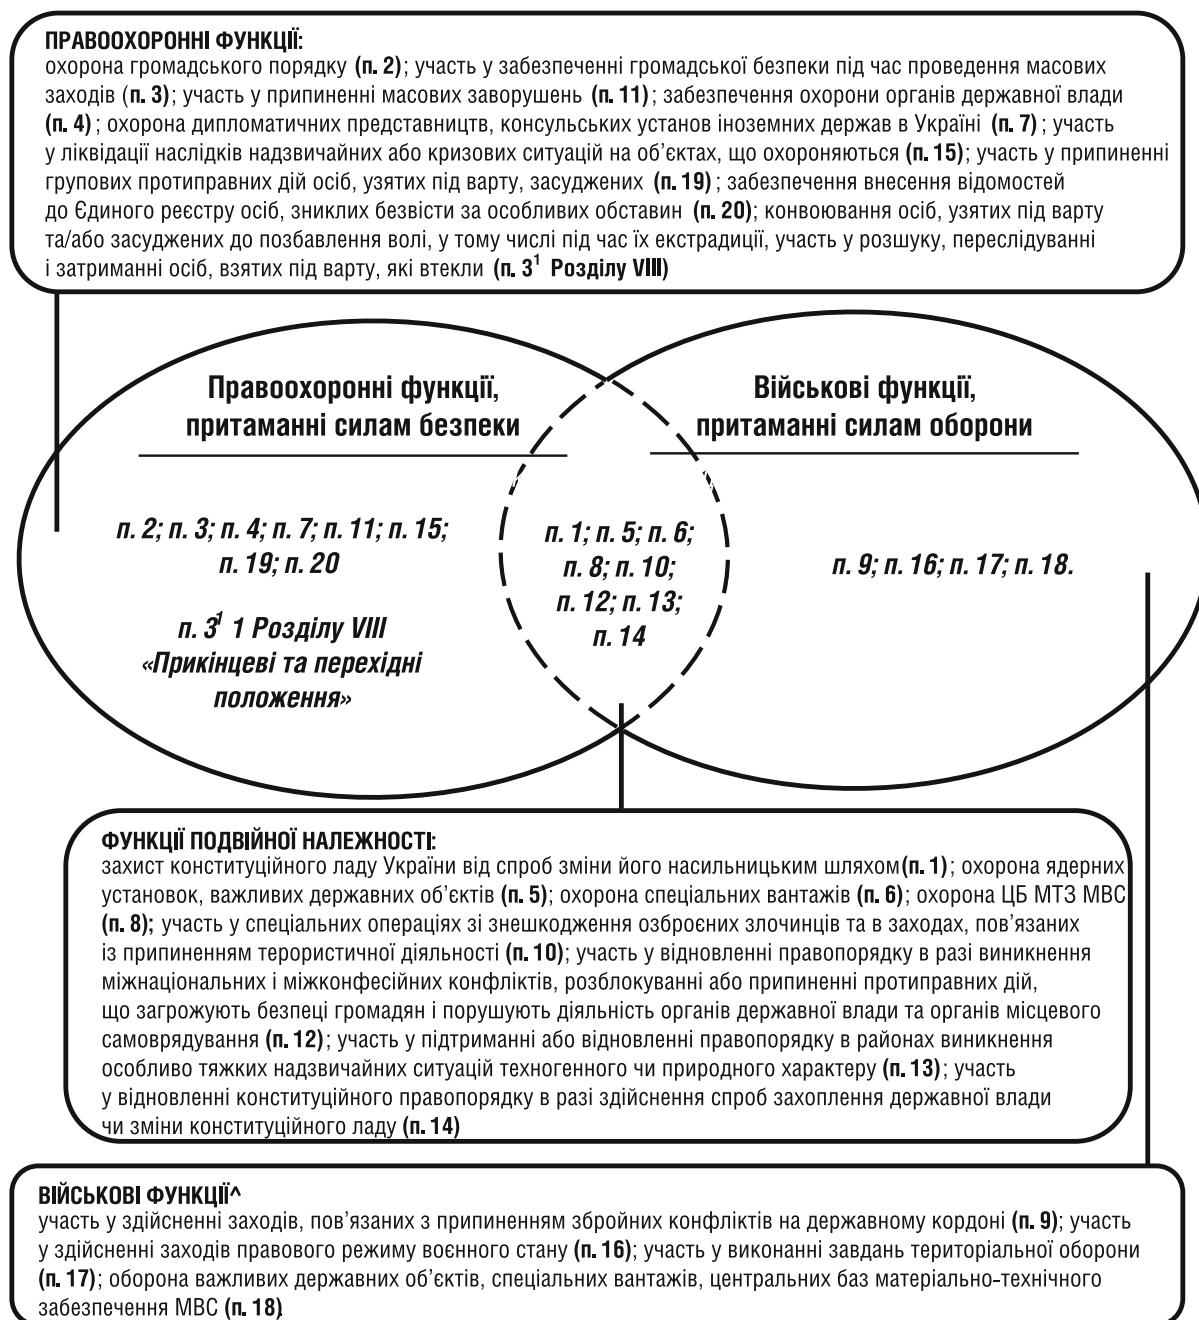 ПРАВООХОРОННІ ФУНКЦІЇ:
охорона громадського порядку (п. 2); участь у забезпеченні громадської безпеки під час проведення масових
заходів (п. 3); участь у припиненні масових заворушень (п. 11); забезпечення охорони органів державної влади
(п. 4); охорона дипломатичних представництв, консульських установ іноземних держав в Україні (п. 7); участь
у ліквідації наслідків надзвичайних або кризових ситуацій на об’єктах, що охороняються (п. 15); участь у припиненні
групових протиправних дій осіб, узятих під варту, засуджених (п. 19); забезпечення внесення відомостей
до Єдиного реєстру осіб, зниклих безвісти за особливих обставин (п. 20); конвоювання осіб, узятих під варту
та/або засуджених до позбавлення волі, у тому числі під час їх екстрадиції, участь у розшуку, переслідуванні
і затриманні осіб, взятих під варту, які втекли (п. 3¹ Розділу VIII)
Правоохоронні функції,
притаманні силам безпеки
п. 2; п. 3; п. 4; п. 7; п. 11; п. 15;
п. 19; п. 20
п. 3¹ 1 Розділу VIII
«Прикінцеві та перехідні
положення»
п. 1; п. 5; п. 6;
п. 8; п. 10;
п. 12; п. 13;
п. 14
Військові функції,
притаманні силам оборони
п. 9; п. 16; п. 17; п. 18.
ФУНКЦІЇ ПОДВІЙНОЇ НАЛЕЖНОСТІ:
захист конституційного ладу України від спроб зміни його насильницьким шляхом(п. 1); охорона ядерних
установок, важливих державних об’єктів (п. 5); охорона спеціальних вантажів (п. 6); охорона ЦБ МТЗ МВС
(п. 8); участь у спеціальних операціях зі знешкодження озброєних злочинців та в заходах, пов’язаних
із припиненням терористичної діяльності (п. 10); участь у відновленні правопорядку в разі виникнення
міжнаціональних і міжконфесійних конфліктів, розблокуванні або припиненні протиправних дій,
що загрожують безпеці громадян і порушують діяльність органів державної влади та органів місцевого
самоврядування (п. 12); участь у підтриманні або відновленні правопорядку в районах виникнення
особливо тяжких надзвичайних ситуацій техногенного чи природного характеру (п. 13); участь
у відновленні конституційного правопорядку в разі здійснення спроб захоплення державної влади
чи зміни конституційного ладу (п. 14)
ВІЙСЬКОВІ ФУНКЦІЇ^
участь у здійсненні заходів, пов’язаних з припиненням збройних конфліктів на державному кордоні (п. 9); участь
у здійсненні заходів правового режиму воєнного стану (п. 16); участь у виконанні завдань територіальної оборони
(п. 17); оборона важливих державних об’єктів, спеціальних вантажів, центральних баз матеріально-технічного
забезпечення МВС (п. 18)